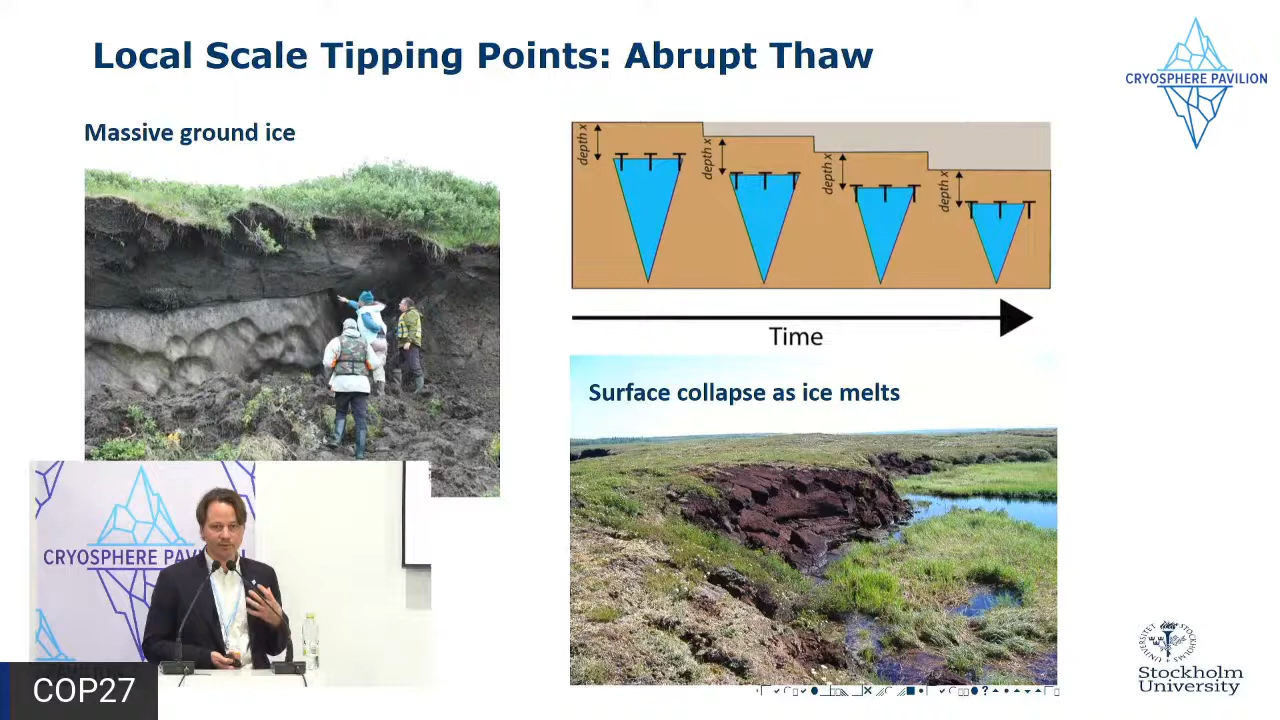 Local Scale Tipping Points: Abrupt Thaw
CRYOSPHERE PAVILION
Massive ground ice
depth x
depth x
depth x
depth x
Time
Surface collapse as ice melts
CRYOSPHERE PAV
COP27
Stockholm
University